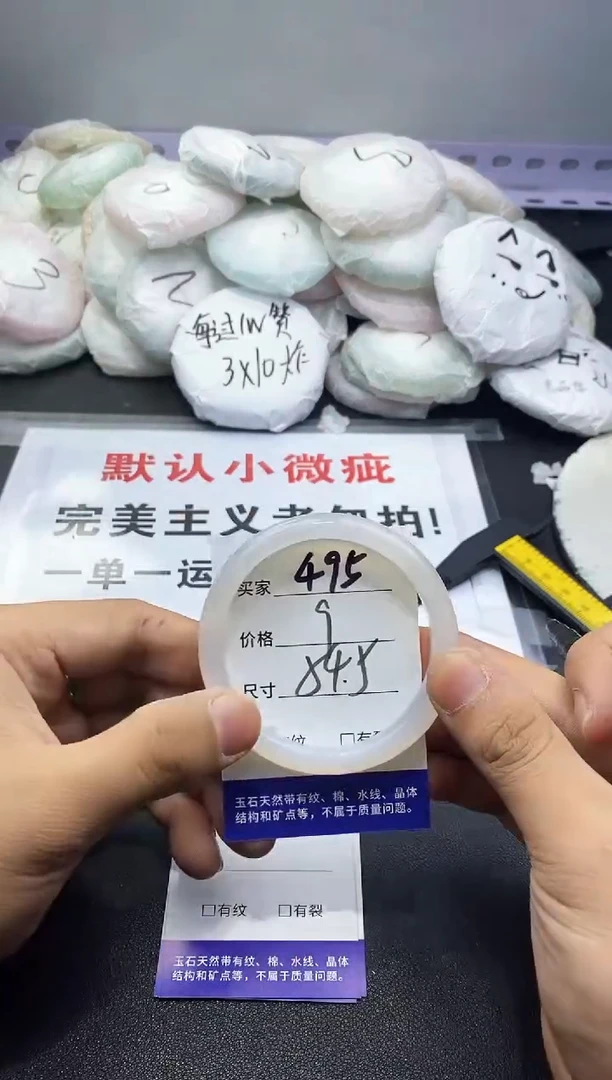 每过1W赞
3X10炸
默认小微疵
完美主义者勿拍!
一单一运
买家 495
价格 9
尺寸 54.5
玉石天然带有纹、棉、水线、晶体
结构和矿点等，不属于质量问题。
□有纹 □有裂
玉石天然带有纹、棉、水线、晶体
结构和矿点等，不属于质量问题。